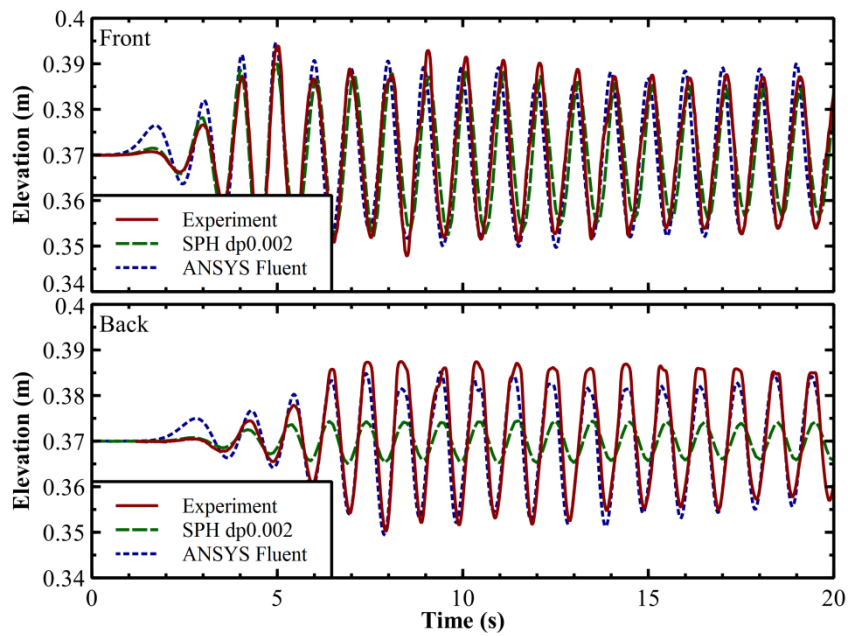 0.4
Front
0.39
0.38
0.37
0.36
0.35
0.34
Elevation (m)
Experiment
SPH dp0.002
ANSYS Fluent
0.4
Back
0.39
0.38
0.37
0.36
0.35
0.34
Elevation (m)
Experiment
SPH dp0.002
ANSYS Fluent
0 5 10 15 20
Time (s)